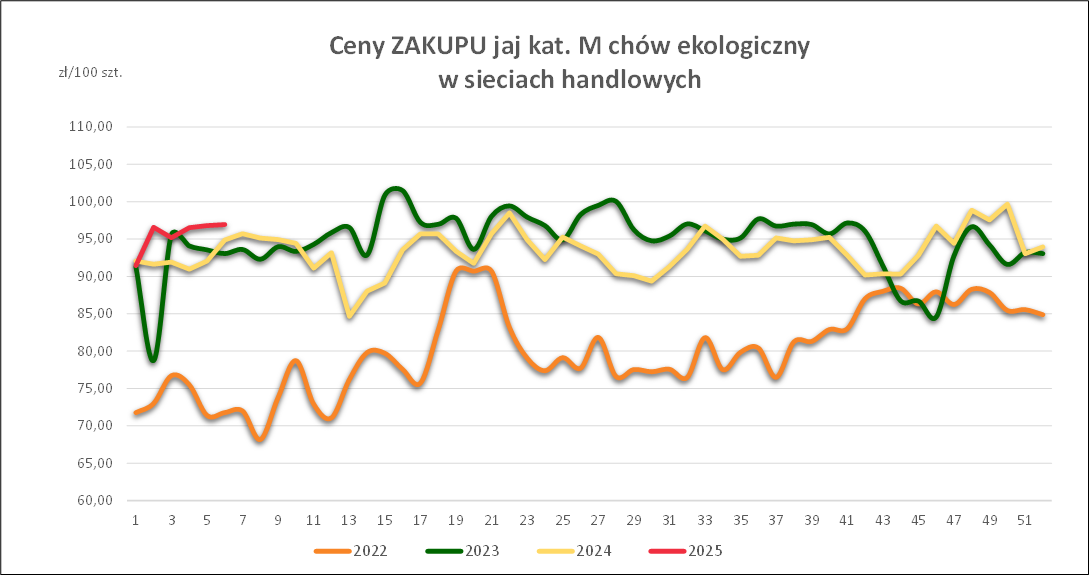 Ceny ZAKUPU jaj kat. M chów ekologiczny
w sieciach handlowych
zł/100 szt.
110,00
105,00
100,00
95,00
90,00
85,00
80,00
75,00
70,00
65,00
60,00
1 3 5 7 9 11 13 15 17 19 21 23 25 27 29 31 33 35 37 39 41 43 45 47 49 51
2022 2023 2024 2025